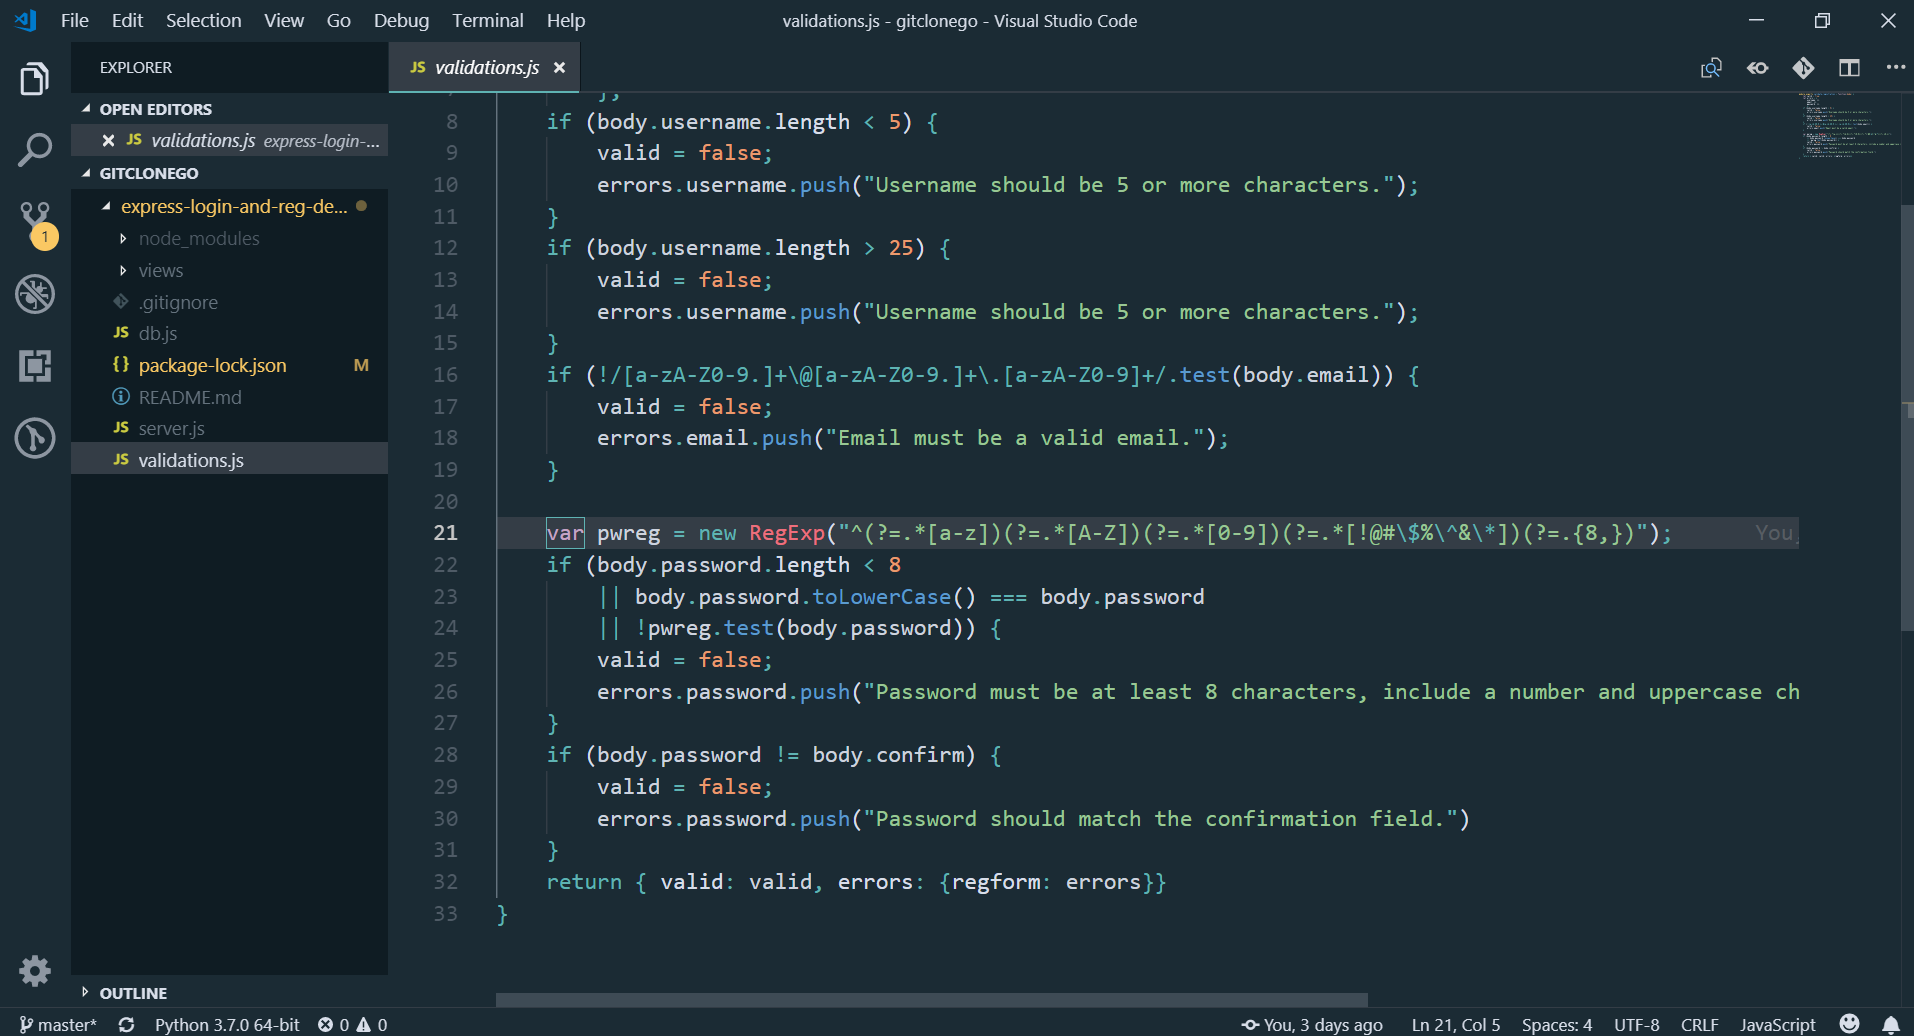 File Edit Selection View Go Debug Terminal Help
validations.js - gitclonego - Visual Studio Code
EXPLORER
JS validations.js
OPEN EDITORS
JS validations.js express-login-...
GITCLONEGO
express-login-and-reg-de...
node_modules
views
.gitignore
JS db.js
{} package-lock.json M
README.md
JS server.js
JS validations.js
OUTLINE
1
8 if (body.username.length < 5) {
9 valid = false;
10 errors.username.push("Username should be 5 or more characters.");
11 }
12 if (body.username.length > 25) {
13 valid = false;
14 errors.username.push("Username should be 5 or more characters.");
15 }
16 if (!/[a-zA-Z0-9.]+\@[a-zA-Z0-9.]+\.[a-zA-Z0-9]+/.test(body.email)) {
17 valid = false;
18 errors.email.push("Email must be a valid email.");
19 }
20
21 var pwreg = new RegExp("^(?=.*[a-z])(?=.*[A-Z])(?=.*[0-9])(?=.*[!@#\$%\^&\*])(?=.{8,})"); You,
22 if (body.password.length < 8
23 || body.password.toLowerCase() === body.password
24 || !pwreg.test(body.password)) {
25 valid = false;
26 errors.password.push("Password must be at least 8 characters, include a number and uppercase ch
27 }
28 if (body.password != body.confirm) {
29 valid = false;
30 errors.password.push("Password should match the confirmation field.")
31 }
32 return { valid: valid, errors: {regform: errors}}
33 }
master* Python 3.7.0 64-bit 0 0 You, 3 days ago Ln 21, Col 5 Spaces: 4 UTF-8 CRLF JavaScript